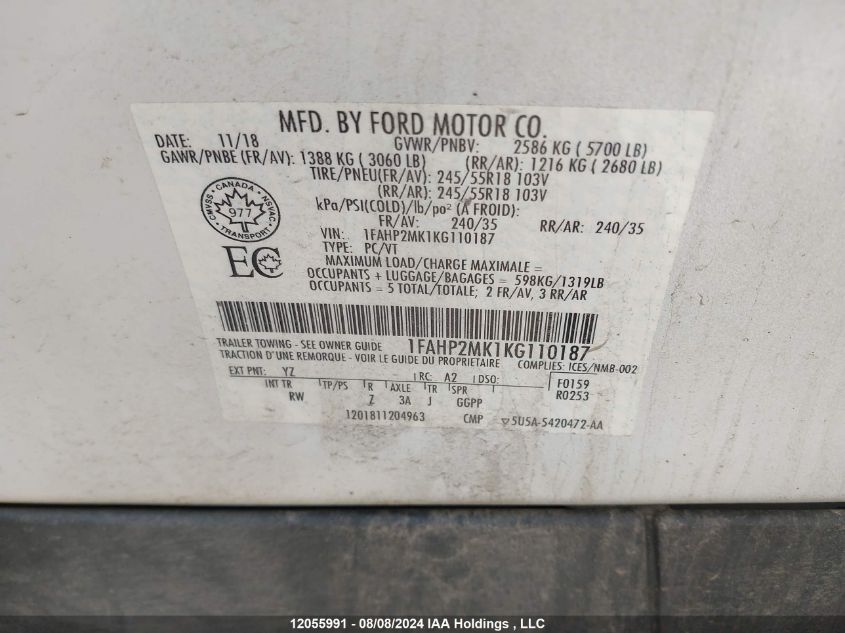 MFD. BY FORD MOTOR CO.
DATE: 11/18 GVWR/PNBV: 2586 KG ( 5700 LB)
GAWR/PNBE (FR/AV): 1388 KG ( 3060 LB) (RR/AR): 1216 KG ( 2680 LB)
TIRE/PNEU(FR/AV): 245/55R18 103V
(RR/AR): 245/55R18 103V
kPa/PSI(COLD)/lb/po² (A FROID):
FR/AV: 240/35 RR/AR: 240/35
CANADA
CMVSS 977 NSVAC
TRANSPORT
VIN: 1FAHP2MK1KG110187
TYPE: PC/VT
EC
MAXIMUM LOAD/CHARGE MAXIMALE =
OCCUPANTS + LUGGAGE/BAGAGES = 598KG/1319LB
OCCUPANTS = 5 TOTAL/TOTALE; 2 FR/AV, 3 RR/AR
1FAHP2MK1KG110187
TRAILER TOWING - SEE OWNER GUIDE
TRACTION D'UNE REMORQUE - VOIR LE GUIDE DU PROPRIETAIRE
COMPLIES: ICES/NMB-002
EXT PNT: YZ RC: A2 DSO: F0159
INT TR TP/PS R AXLE TR SPR R0253
RW Z 3A J GGPP
1201811204963 CMP ▽5U5A-5420472-AA
12055991 - 08/08/2024 IAA Holdings , LLC